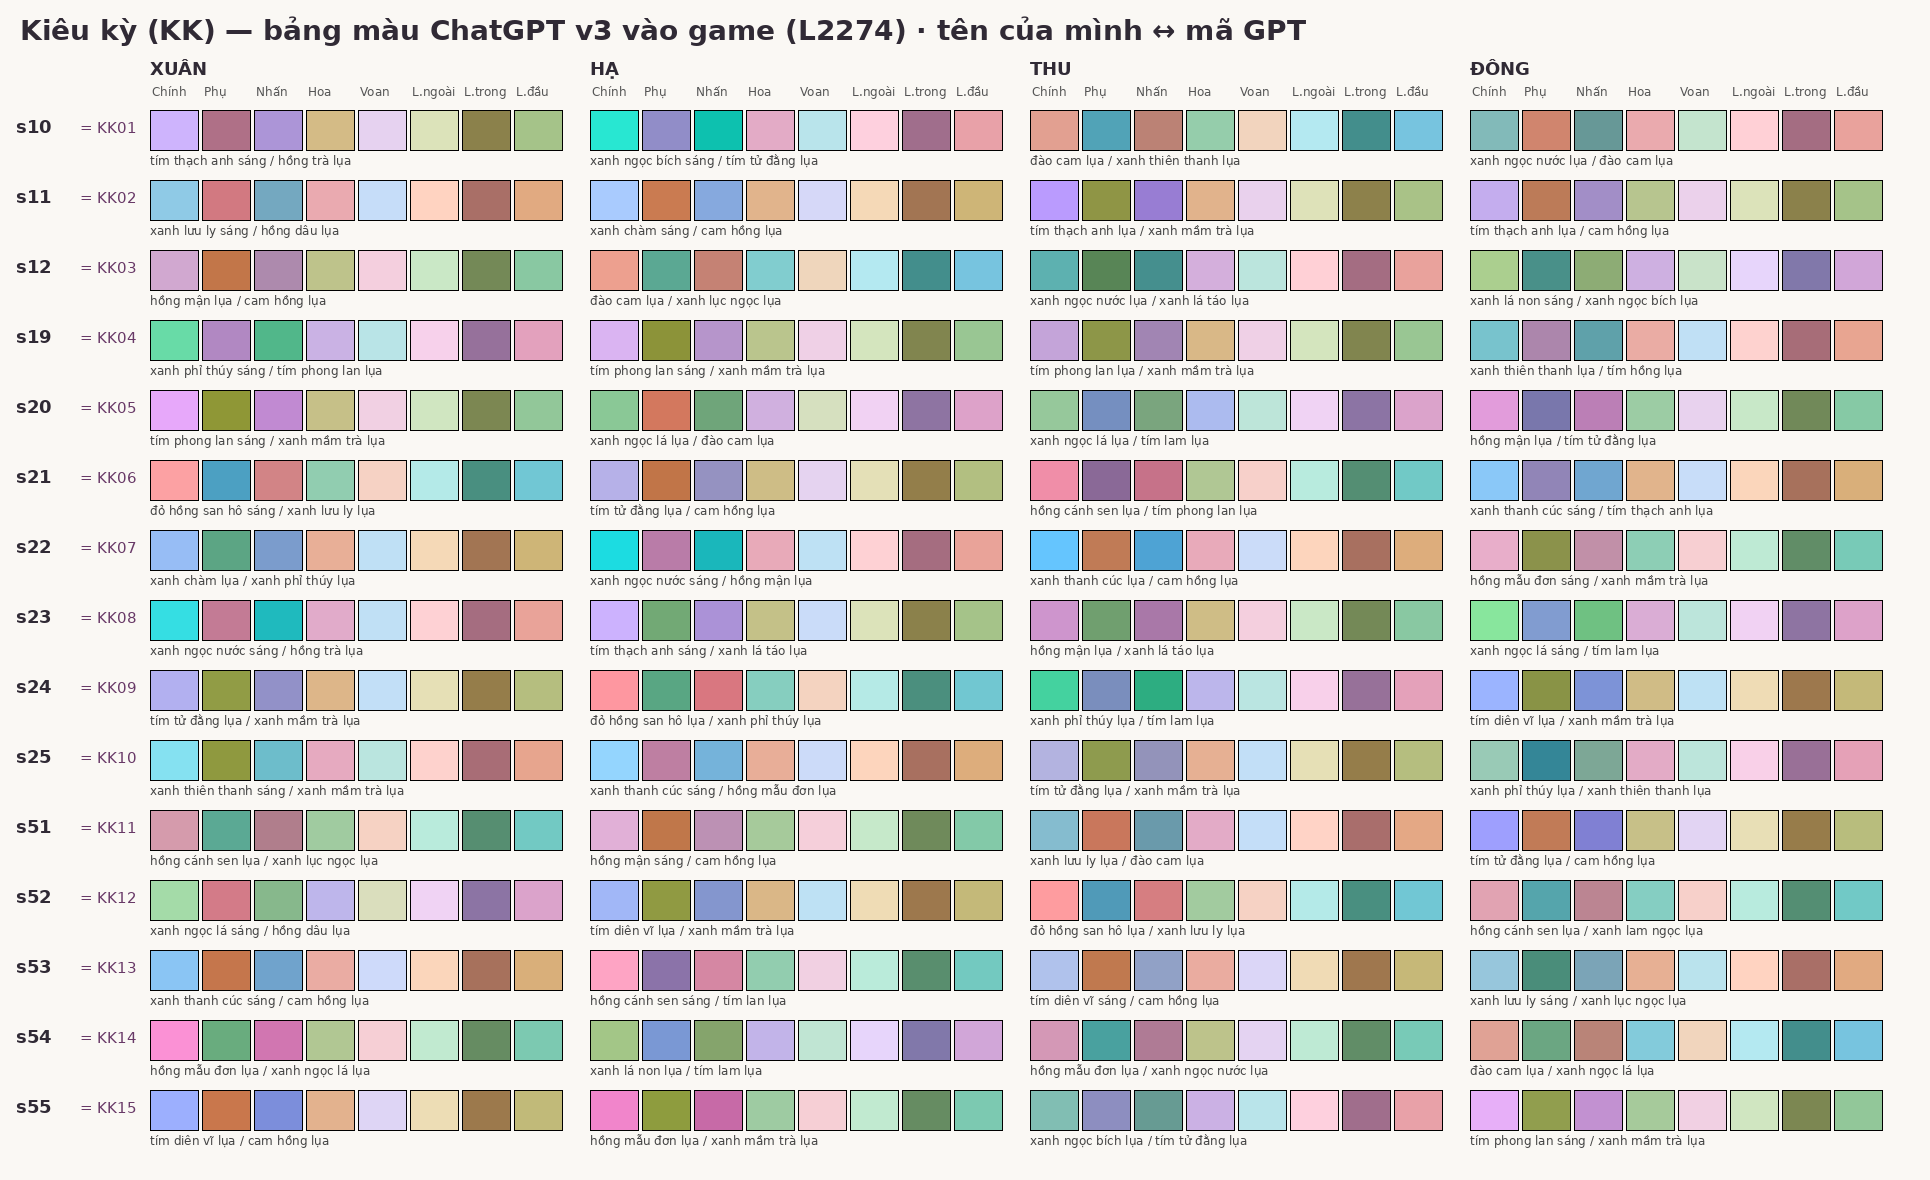 Kiêu kỳ (KK) — bảng màu ChatGPT v3 vào game (L2274) · tên của mình ↔ mã GPT
XUÂN HẠ THU ĐÔNG
Chính Phụ Nhấn Hoa Voan L.ngoài L.trong L.đầu Chính Phụ Nhấn Hoa Voan L.ngoài L.trong L.đầu Chính Phụ Nhấn Hoa Voan L.ngoài L.trong L.đầu Chính Phụ Nhấn Hoa Voan L.ngoài L.trong L.đầu
s10 = KK01
tím thạch anh sáng / hồng trà lụa xanh ngọc bích sáng / tím tử đằng lụa đào cam lụa / xanh thiên thanh lụa xanh ngọc nước lụa / đào cam lụa
s11 = KK02
xanh lưu ly sáng / hồng dâu lụa xanh chàm sáng / cam hồng lụa tím thạch anh lụa / xanh mầm trà lụa tím thạch anh lụa / cam hồng lụa
s12 = KK03
hồng mận lụa / cam hồng lụa đào cam lụa / xanh lục ngọc lụa xanh ngọc nước lụa / xanh lá táo lụa xanh lá non sáng / xanh ngọc bích lụa
s19 = KK04
xanh phỉ thúy sáng / tím phong lan lụa tím phong lan sáng / xanh mầm trà lụa tím phong lan lụa / xanh mầm trà lụa xanh thiên thanh lụa / tím hồng lụa
s20 = KK05
tím phong lan sáng / xanh mầm trà lụa xanh ngọc lá lụa / đào cam lụa xanh ngọc lá lụa / tím lam lụa hồng mận lụa / tím tử đằng lụa
s21 = KK06
đỏ hồng san hô sáng / xanh lưu ly lụa tím tử đằng lụa / cam hồng lụa hồng cánh sen lụa / tím phong lan lụa xanh thanh cúc sáng / tím thạch anh lụa
s22 = KK07
xanh chàm lụa / xanh phỉ thúy lụa xanh ngọc nước sáng / hồng mận lụa xanh thanh cúc lụa / cam hồng lụa hồng mẫu đơn sáng / xanh mầm trà lụa
s23 = KK08
xanh ngọc nước sáng / hồng trà lụa tím thạch anh sáng / xanh lá táo lụa hồng mận lụa / xanh lá táo lụa xanh ngọc lá sáng / tím lam lụa
s24 = KK09
tím tử đằng lụa / xanh mầm trà lụa đỏ hồng san hô lụa / xanh phỉ thúy lụa xanh phỉ thúy lụa / tím lam lụa tím diên vĩ lụa / xanh mầm trà lụa
s25 = KK10
xanh thiên thanh sáng / xanh mầm trà lụa xanh thanh cúc sáng / hồng mẫu đơn lụa tím tử đằng lụa / xanh mầm trà lụa xanh phỉ thúy lụa / xanh thiên thanh lụa
s51 = KK11
hồng cánh sen lụa / xanh lục ngọc lụa hồng mận sáng / cam hồng lụa xanh lưu ly lụa / đào cam lụa tím tử đằng lụa / cam hồng lụa
s52 = KK12
xanh ngọc lá sáng / hồng dâu lụa tím diên vĩ lụa / xanh mầm trà lụa đỏ hồng san hô lụa / xanh lưu ly lụa hồng cánh sen lụa / xanh lam ngọc lụa
s53 = KK13
xanh thanh cúc sáng / cam hồng lụa hồng cánh sen sáng / tím lan lụa tím diên vĩ sáng / cam hồng lụa xanh lưu ly sáng / xanh lục ngọc lụa
s54 = KK14
hồng mẫu đơn lụa / xanh ngọc lá lụa xanh lá non lụa / tím lam lụa hồng mẫu đơn lụa / xanh ngọc nước lụa đào cam lụa / xanh ngọc lá lụa
s55 = KK15
tím diên vĩ lụa / cam hồng lụa hồng mẫu đơn lụa / xanh mầm trà lụa xanh ngọc bích lụa / tím tử đằng lụa tím phong lan sáng / xanh mầm trà lụa